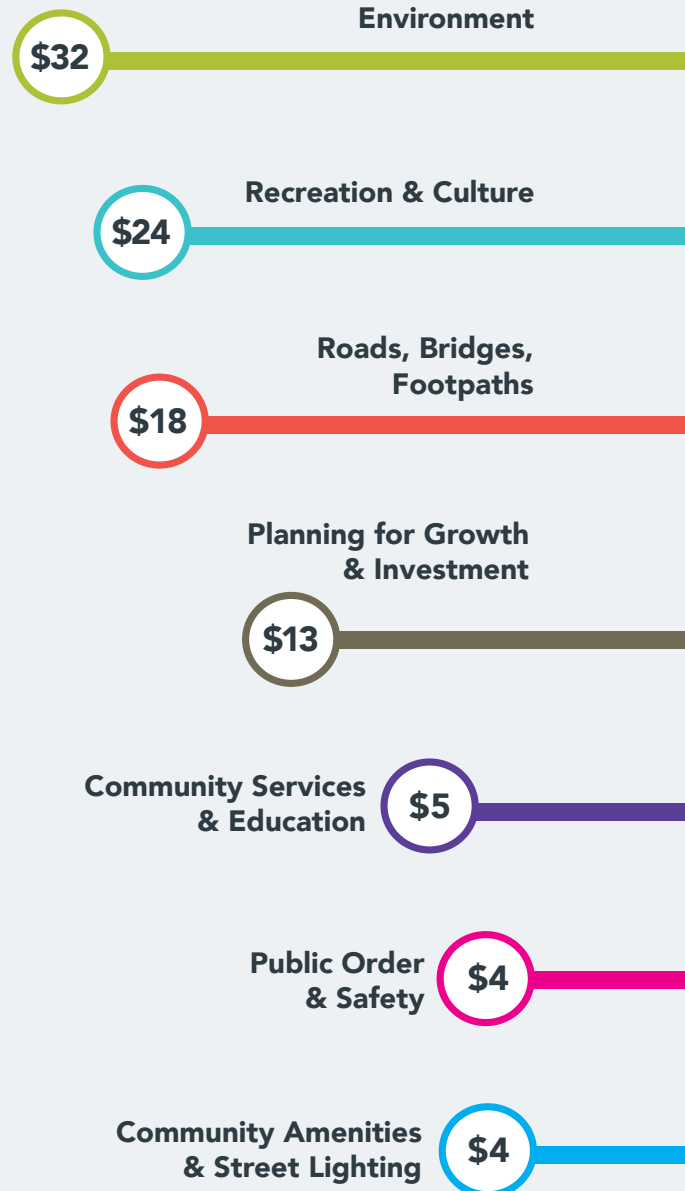 Environment
$32
Recreation & Culture
$24
Roads, Bridges,
Footpaths
$18
Planning for Growth
& Investment
$13
Community Services
& Education
$5
Public Order
& Safety
$4
Community Amenities
& Street Lighting
$4